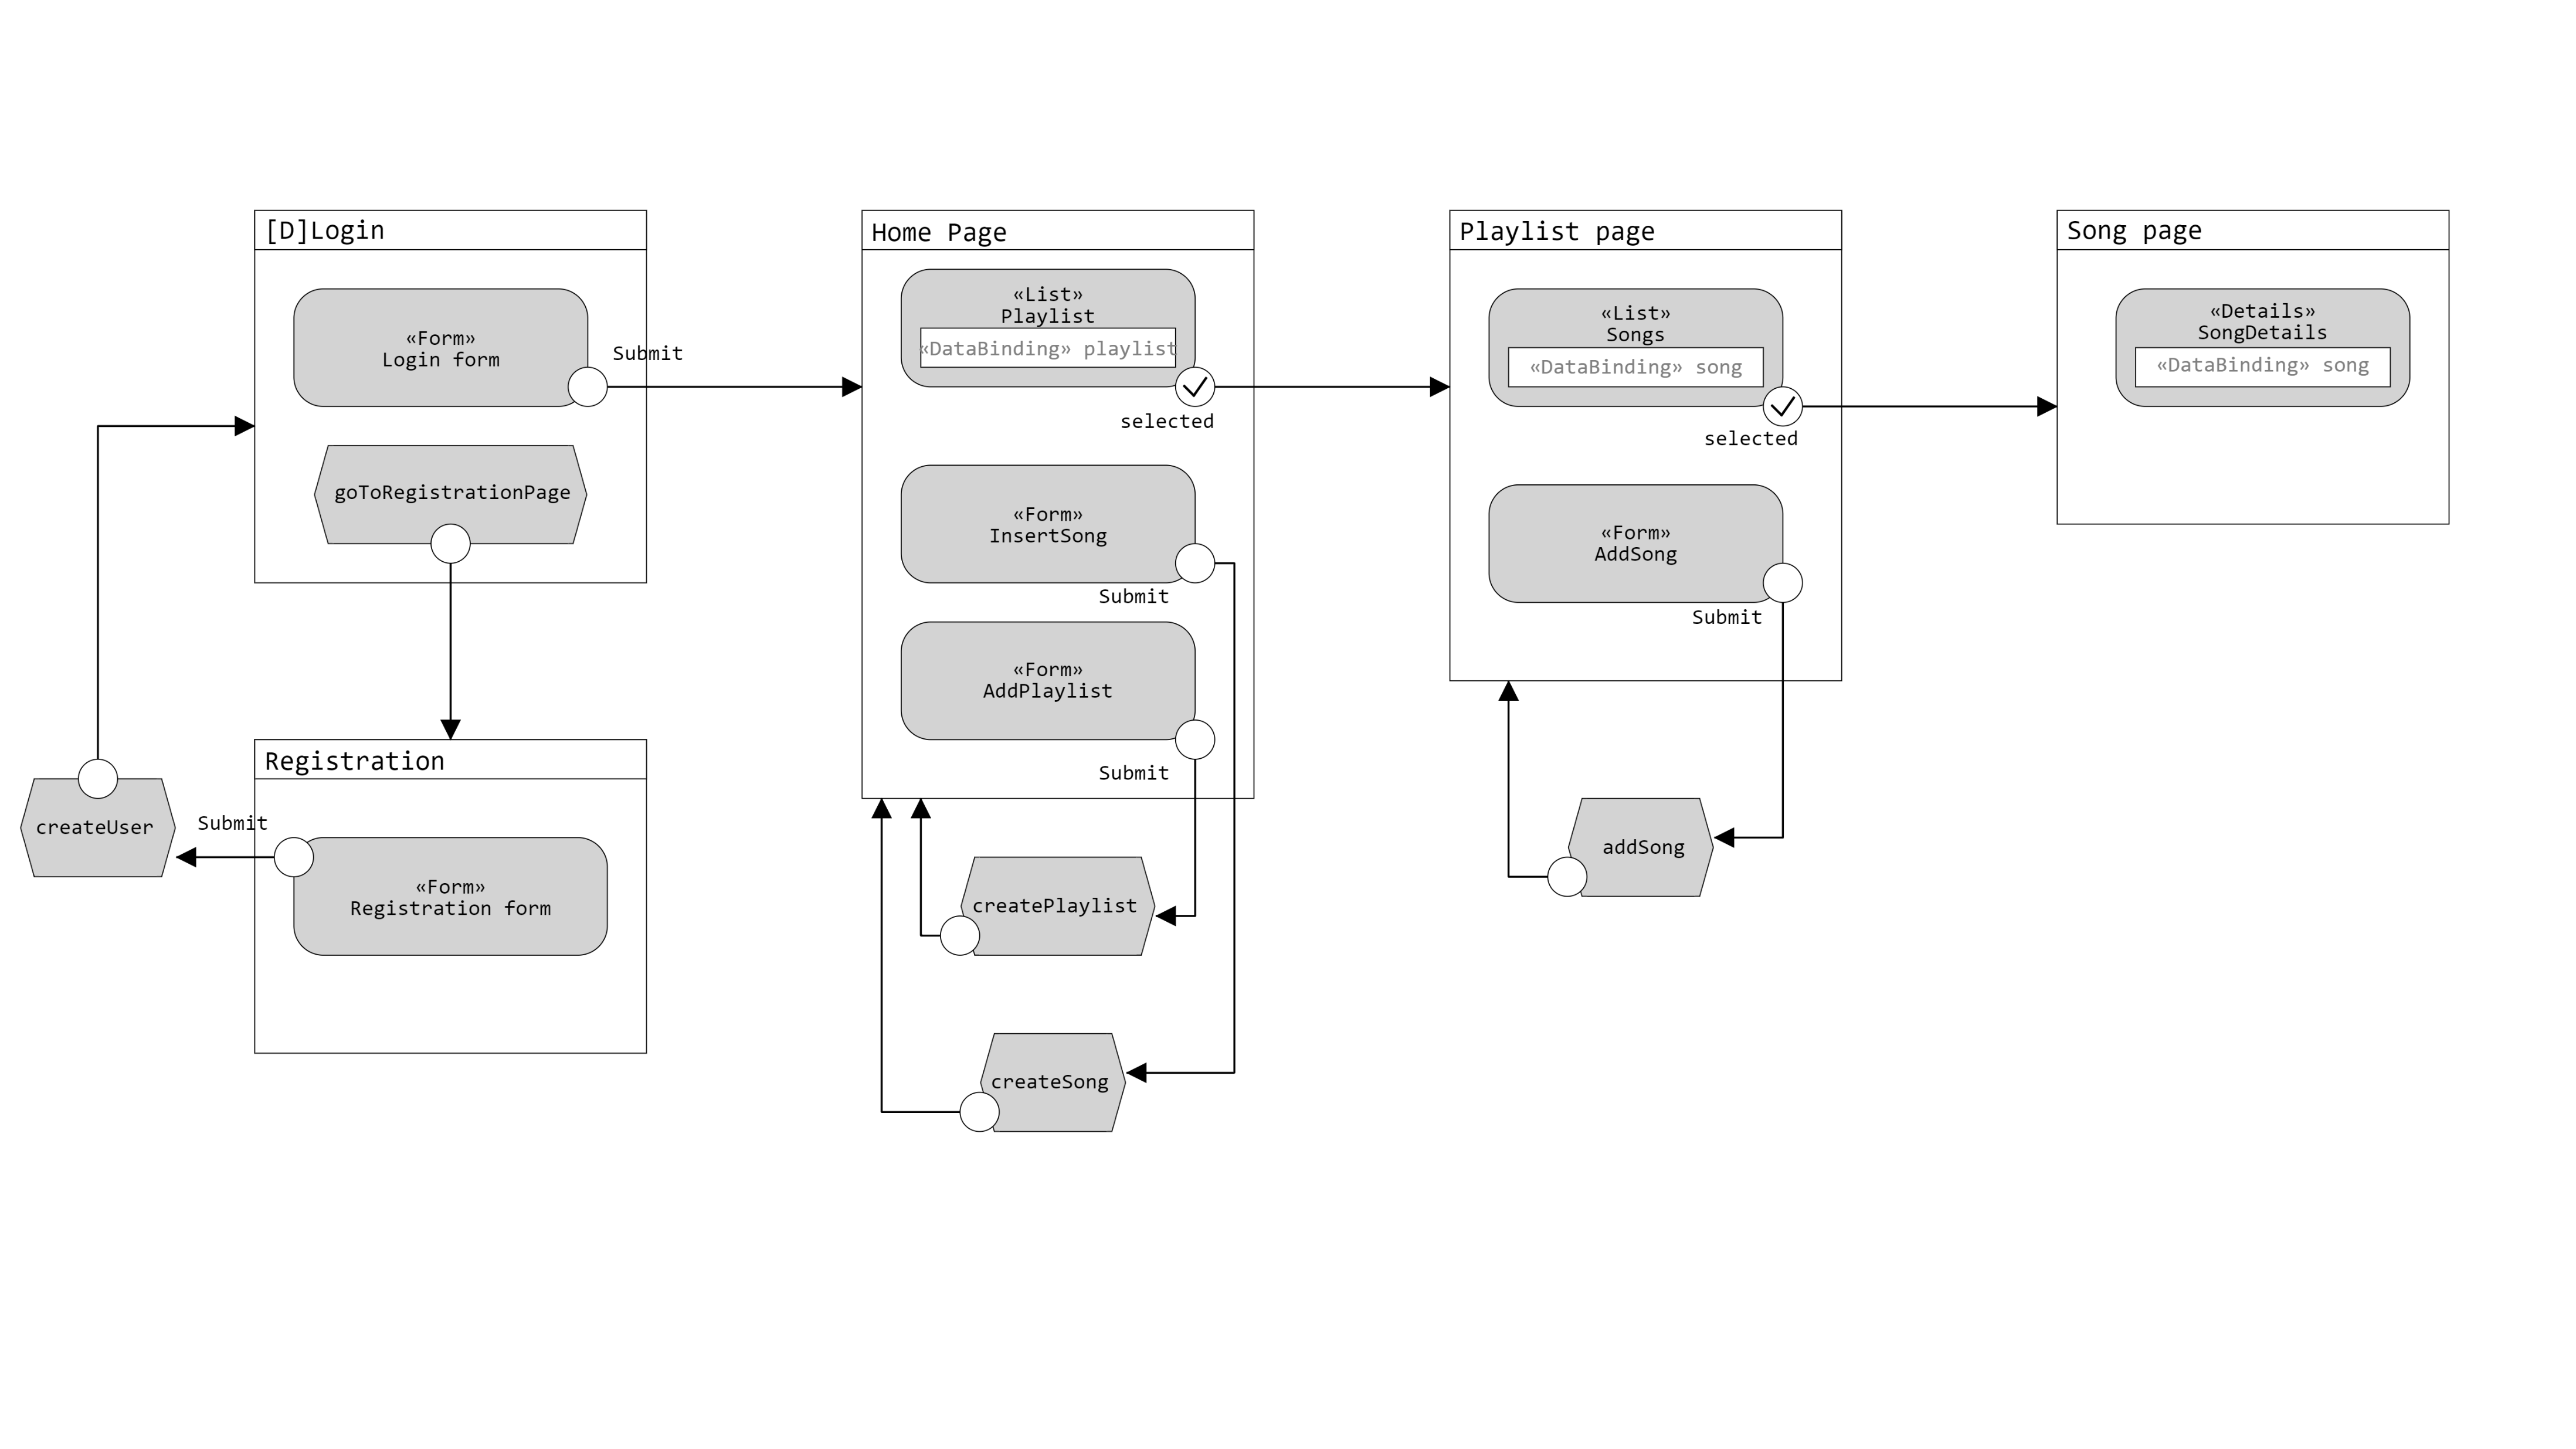 [D]Login
«Form»
Login form
Submit
goToRegistrationPage
Registration
createUser
Submit
«Form»
Registration form
Home Page
«List»
Playlist
«DataBinding» playlist
selected
«Form»
InsertSong
Submit
«Form»
AddPlaylist
Submit
createPlaylist
createSong
Playlist page
«List»
Songs
«DataBinding» song
selected
«Form»
AddSong
Submit
addSong
Song page
«Details»
SongDetails
«DataBinding» song